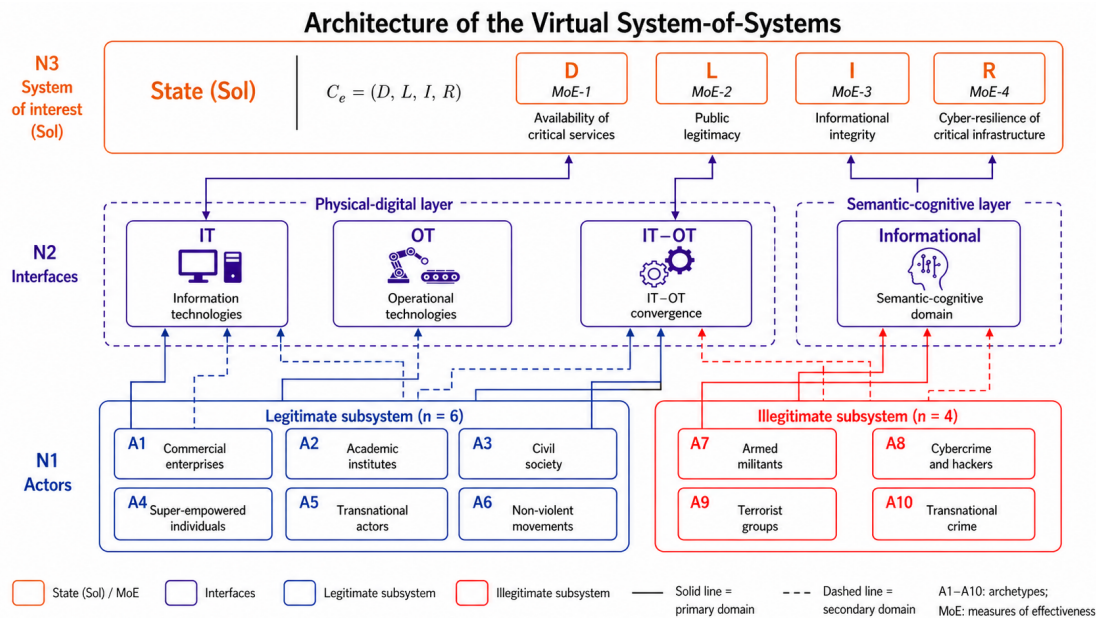 Architecture of the Virtual System-of-Systems
N3
System
of interest
(SoI)
State (SoI)
C_e = (D, L, I, R)
D
MoE-1
Availability of
critical services
L
MoE-2
Public
legitimacy
I
MoE-3
Informational
integrity
R
MoE-4
Cyber-resilience of
critical infrastructure
N2
Interfaces
Physical-digital layer
IT
Information
technologies
OT
Operational
technologies
IT–OT
IT–OT
convergence
Semantic-cognitive layer
Informational
Semantic-cognitive
domain
N1
Actors
Legitimate subsystem (n = 6)
A1
Commercial
enterprises
A2
Academic
institutes
A3
Civil
society
A4
Super-empowered
individuals
A5
Transnational
actors
A6
Non-violent
movements
Illegitimate subsystem (n = 4)
A7
Armed
militants
A8
Cybercrime
and hackers
A9
Terrorist
groups
A10
Transnational
crime
State (SoI) / MoE
Interfaces
Legitimate subsystem
Illegitimate subsystem
Solid line =
primary domain
Dashed line =
secondary domain
A1–A10: archetypes;
MoE: measures of effectiveness